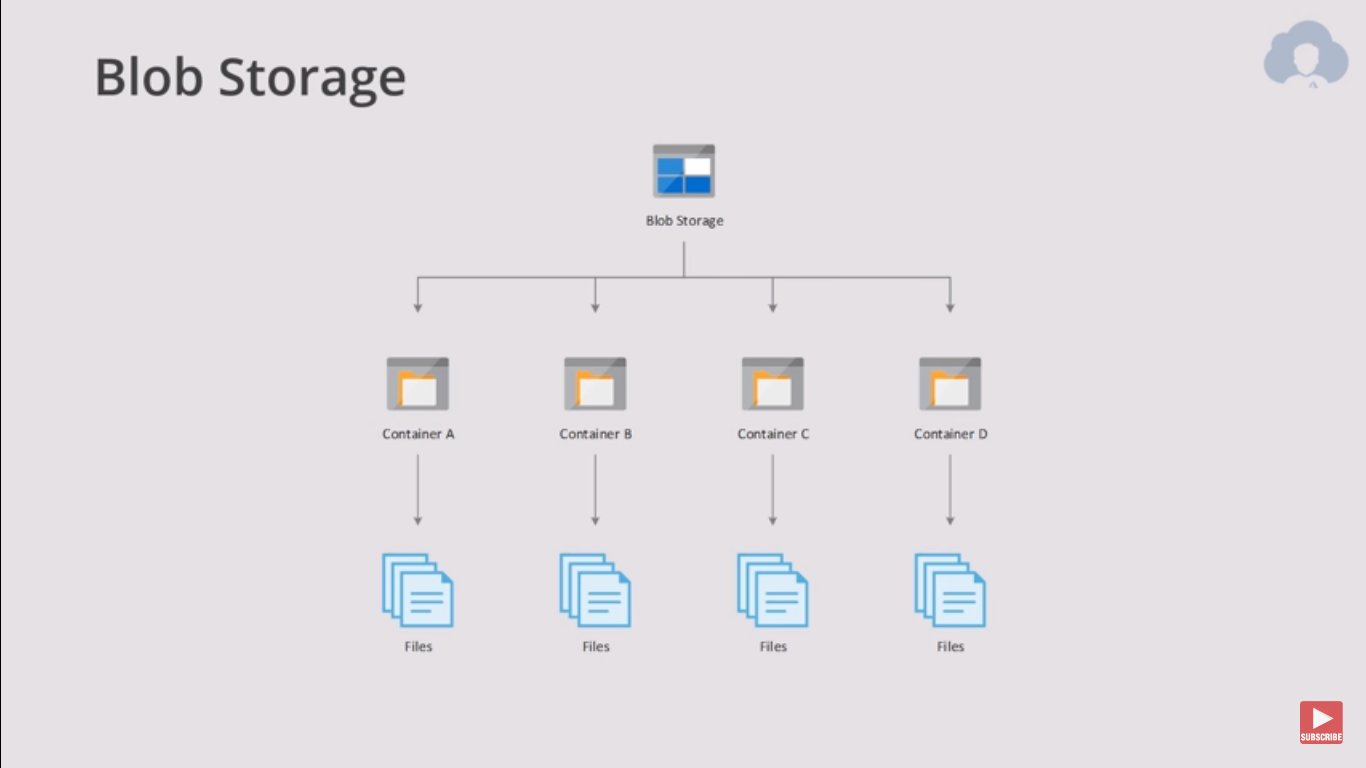 Blob Storage
Blob Storage
Container A
Container B
Container C
Container D
Files
Files
Files
Files
SUBSCRIBE